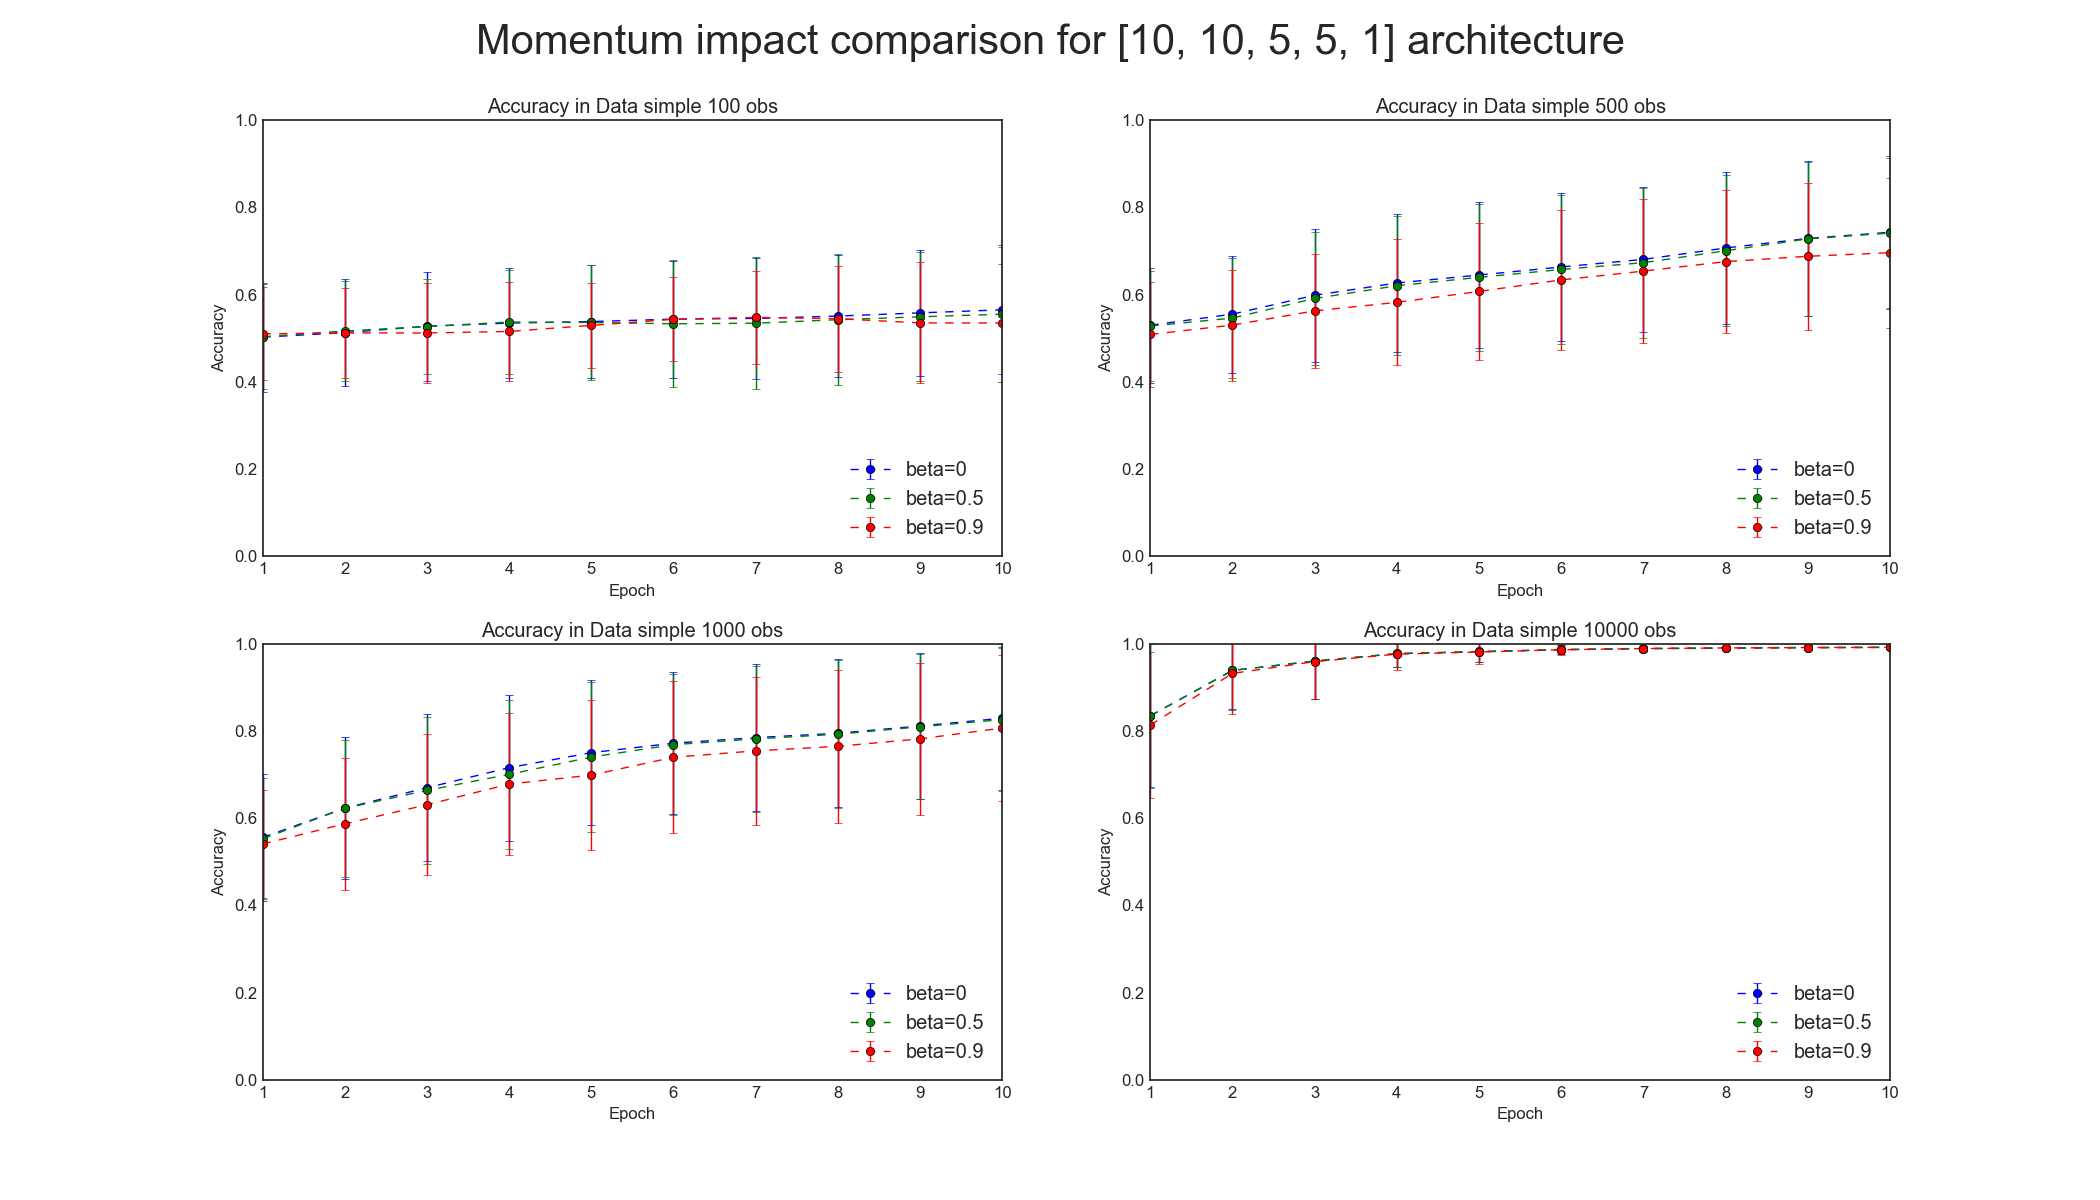 Momentum impact comparison for [10, 10, 5, 5, 1] architecture
Accuracy in Data simple 100 obs
1.0
0.8
0.6
0.4
0.2
0.0
Accuracy
1 2 3 4 5 6 7 8 9 10
Epoch
beta=0
beta=0.5
beta=0.9
Accuracy in Data simple 500 obs
1.0
0.8
0.6
0.4
0.2
0.0
Accuracy
1 2 3 4 5 6 7 8 9 10
Epoch
beta=0
beta=0.5
beta=0.9
Accuracy in Data simple 1000 obs
1.0
0.8
0.6
0.4
0.2
0.0
Accuracy
1 2 3 4 5 6 7 8 9 10
Epoch
beta=0
beta=0.5
beta=0.9
Accuracy in Data simple 10000 obs
1.0
0.8
0.6
0.4
0.2
0.0
Accuracy
1 2 3 4 5 6 7 8 9 10
Epoch
beta=0
beta=0.5
beta=0.9